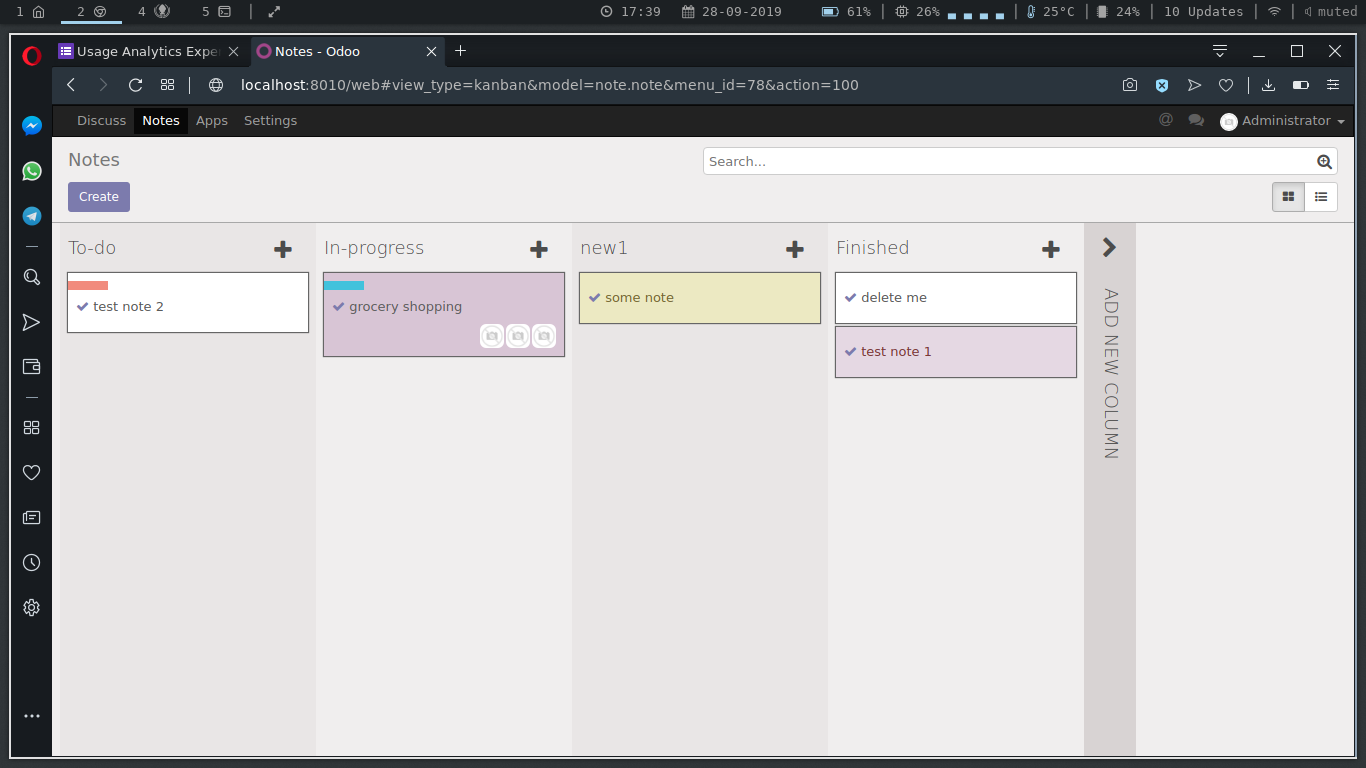 1 2 4 5 17:39 28-09-2019 61% 26% 25°C 24% 10 Updates muted
Usage Analytics Expe Notes - Odoo
localhost:8010/web#view_type=kanban&model=note.note&menu_id=78&action=100
Discuss Notes Apps Settings @ Administrator
Notes Search...
Create
To-do In-progress new1 Finished
test note 2 grocery shopping some note delete me
test note 1
ADD NEW COLUMN